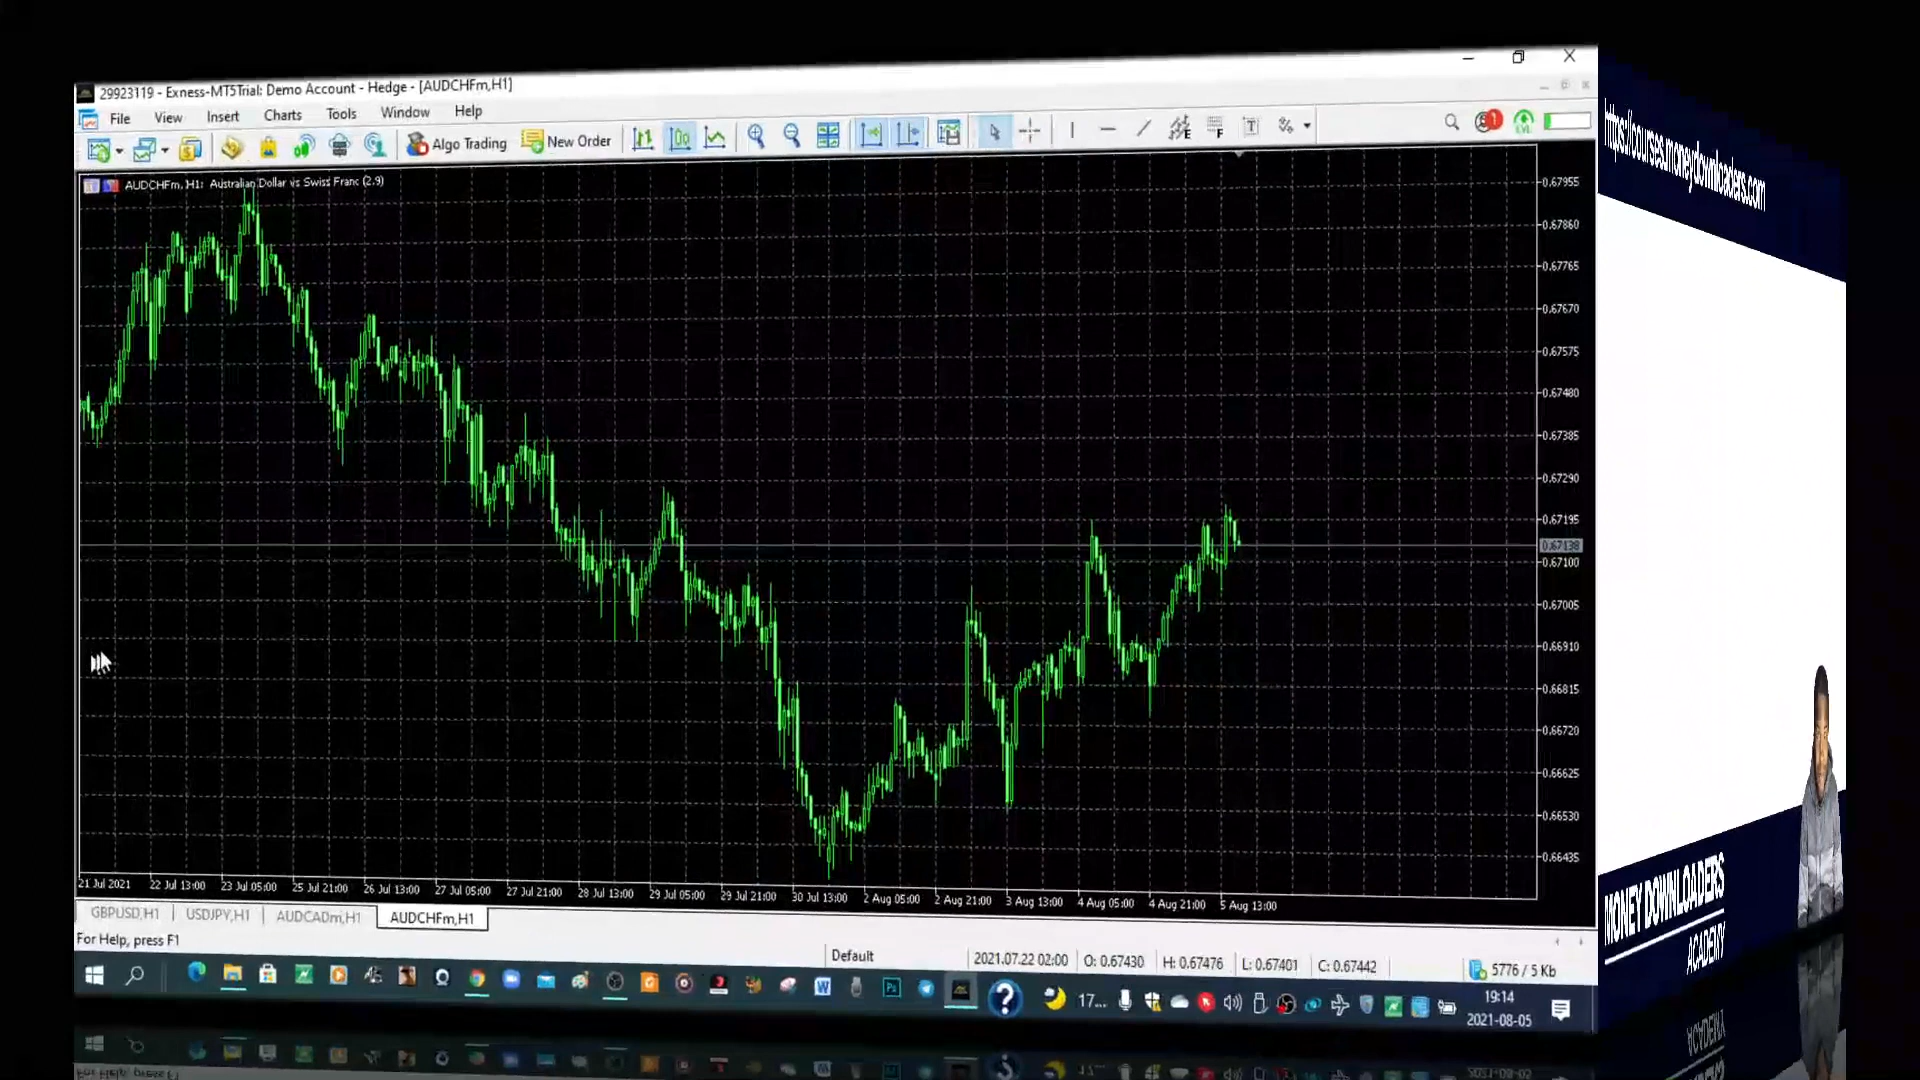 29923119 - Exness-MT5Trial: Demo Account - Hedge - [AUDCHFm,H1]
File View Insert Charts Tools Window Help
Algo Trading New Order
1
AUDCHFm, H1: Australian Dollar vs Swiss Franc (2.9)
0.67955
0.67860
0.67765
0.67670
0.67575
0.67480
0.67385
0.67290
0.67195
0.67138
0.67100
0.67005
0.66910
0.66815
0.66720
0.66625
0.66530
0.66435
21 Jul 2021 22 Jul 13:00 23 Jul 05:00 25 Jul 21:00 26 Jul 13:00 27 Jul 05:00 27 Jul 21:00 28 Jul 13:00 29 Jul 05:00 29 Jul 21:00 30 Jul 13:00 2 Aug 05:00 2 Aug 21:00 3 Aug 13:00 4 Aug 05:00 4 Aug 21:00 5 Aug 13:00
GBPUSD,H1 USDJPY,H1 AUDCADm,H1 AUDCHFm,H1
For Help, press F1
Default 2021.07.22 02:00 O: 0.67430 H: 0.67476 L: 0.67401 C: 0.67442 5776 / 5 Kb
17... 19:14
2021-08-05
https://courses.moneydownloaders.com
MONEY DOWNLOADERS
ACADEMY